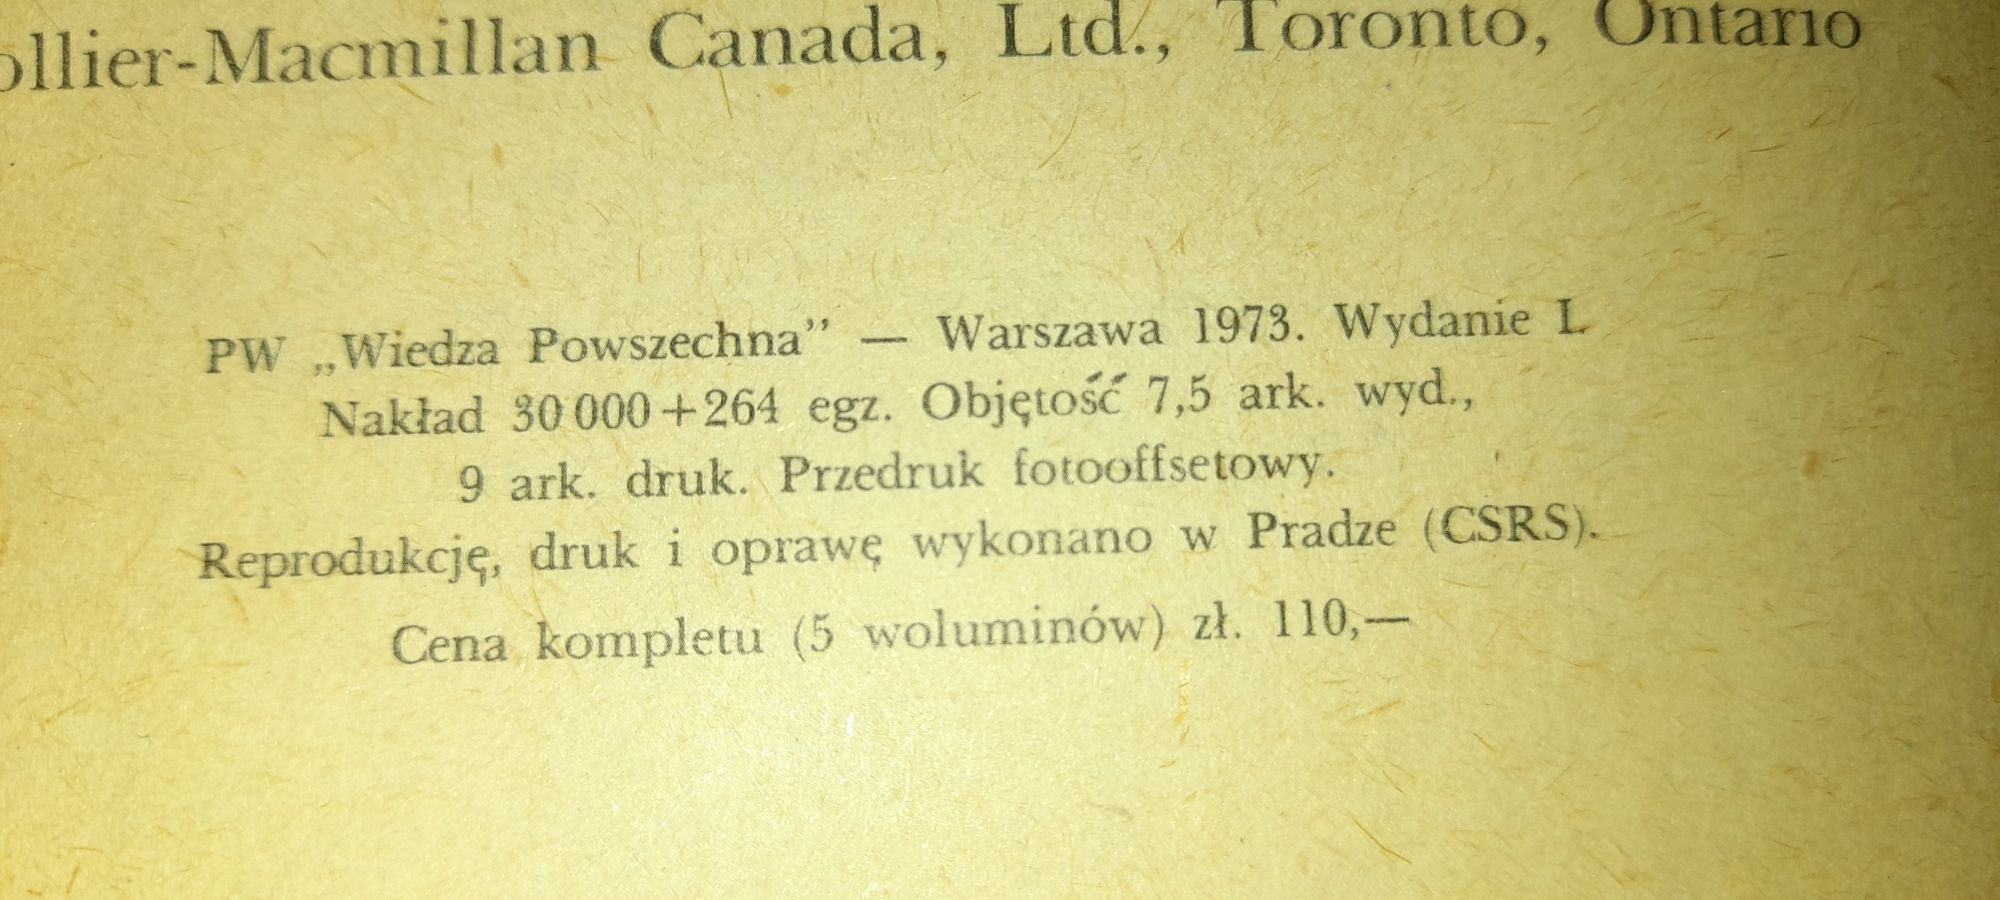 ollier-Macmillan Canada, Ltd., Toronto, Ontario
PW „Wiedza Powszechna” — Warszawa 1973. Wydanie I.
Nakład 30 000+264 egz. Objętość 7,5 ark. wyd.,
9 ark. druk. Przedruk fotooffsetowy.
Reprodukcję, druk i oprawę wykonano w Pradze (CSRS).
Cena kompletu (5 woluminów) zł. 110,—